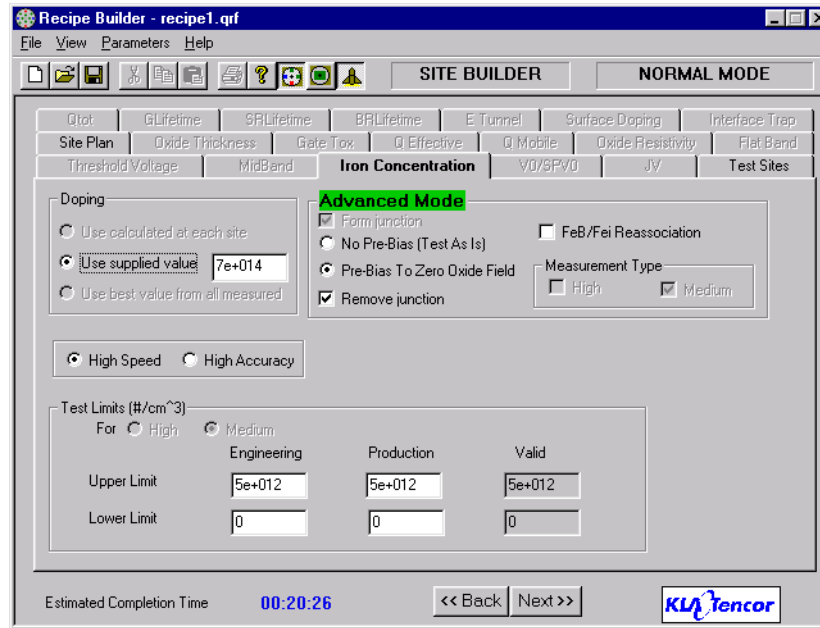 Recipe Builder - recipe1.qrf
File View Parameters Help
SITE BUILDER NORMAL MODE
Qtot GLifetime SRLifetime BRLifetime E Tunnel Surface Doping Interface Trap
Site Plan Oxide Thickness Gate Tox Q Effective Q Mobile Oxide Resistivity Flat Band
Threshold Voltage MidBand Iron Concentration V0/SPV0 JV Test Sites
Doping
Use calculated at each site
Use supplied value 7e+014
Use best value from all measured
Advanced Mode
Form junction
No Pre-Bias (Test As Is)
Pre-Bias To Zero Oxide Field
Remove junction
FeB/Fei Reassociation
Measurement Type
High Medium
High Speed High Accuracy
Test Limits (#/cm^3)
For High Medium
Engineering Production Valid
Upper Limit 5e+012 5e+012 5e+012
Lower Limit 0 0 0
Estimated Completion Time 00:20:26 << Back Next >>
KLA Tencor